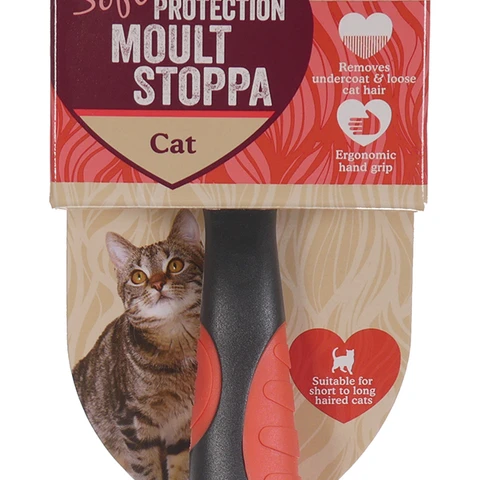 Soft
PROTECTION
MOULT
STOPPA
Cat
Removes
undercoat & loose
cat hair
Ergonomic
hand grip
Suitable for
short to long
haired cats